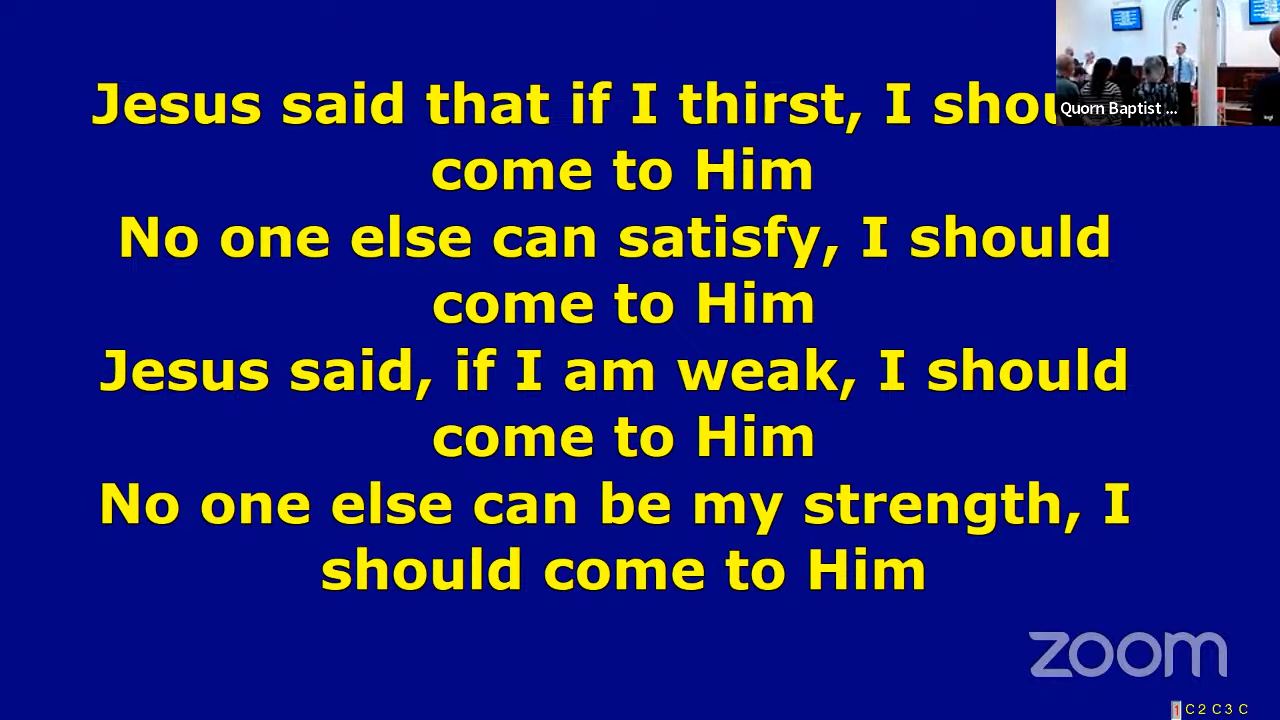 Jesus said that if I thirst, I shou
come to Him
No one else can satisfy, I should
come to Him
Jesus said, if I am weak, I should
come to Him
No one else can be my strength, I
should come to Him
Quorn Baptist ...
zoom
1 C 2 C 3 C